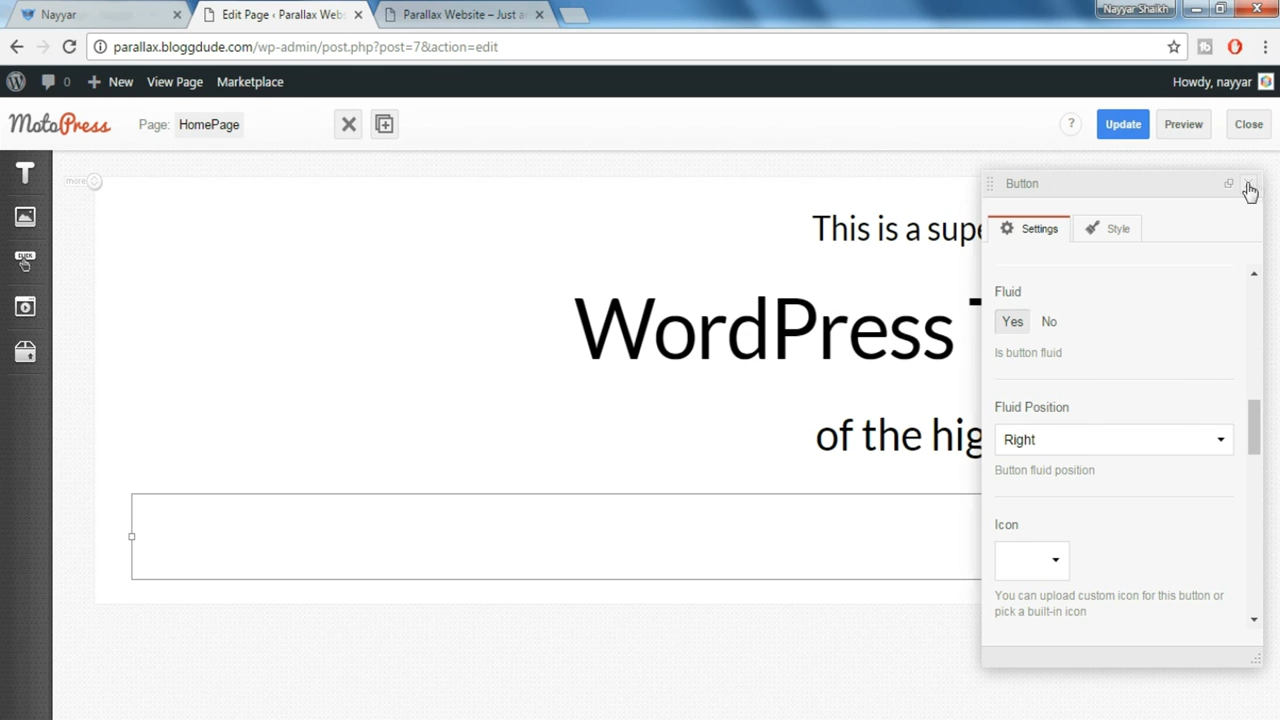 Nayyar
Edit Page ‹ Parallax Webs
Parallax Website – Just a
Nayyar Shaikh
parallax.bloggdude.com/wp-admin/post.php?post=7&action=edit
0
New
View Page
Marketplace
Howdy, nayyar
MotoPress
Page:
HomePage
?
Update
Preview
Close
T
more
Button
Settings
Style
This is a supe
Fluid
Yes
No
Is button fluid
WordPress T
Fluid Position
Right
Button fluid position
of the hig
CLICK
Icon
You can upload custom icon for this button or
pick a built-in icon